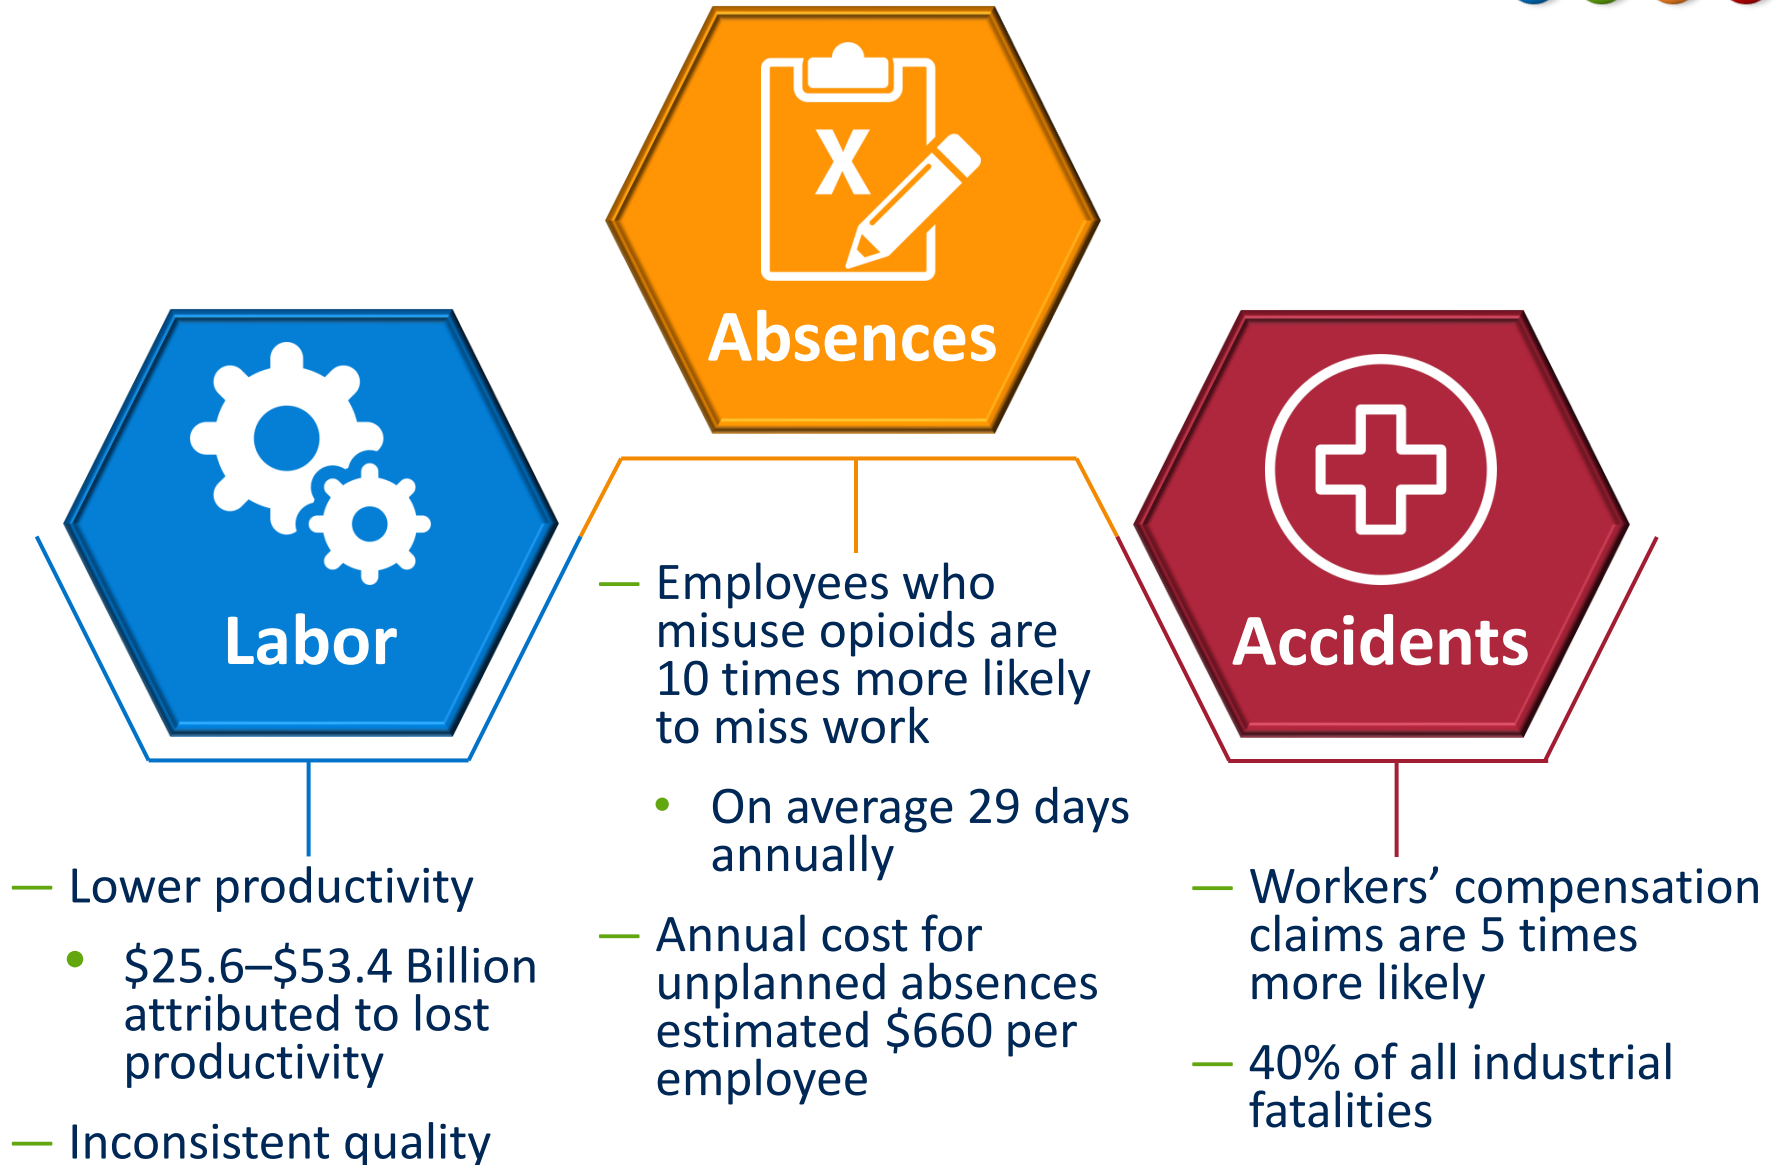 X
Absences
Labor
Accidents
— Employees who
misuse opioids are
10 times more likely
to miss work
• On average 29 days
annually
— Annual cost for
unplanned absences
estimated $660 per
employee
— Lower productivity
• $25.6–$53.4 Billion
attributed to lost
productivity
— Inconsistent quality
— Workers’ compensation
claims are 5 times
more likely
— 40% of all industrial
fatalities